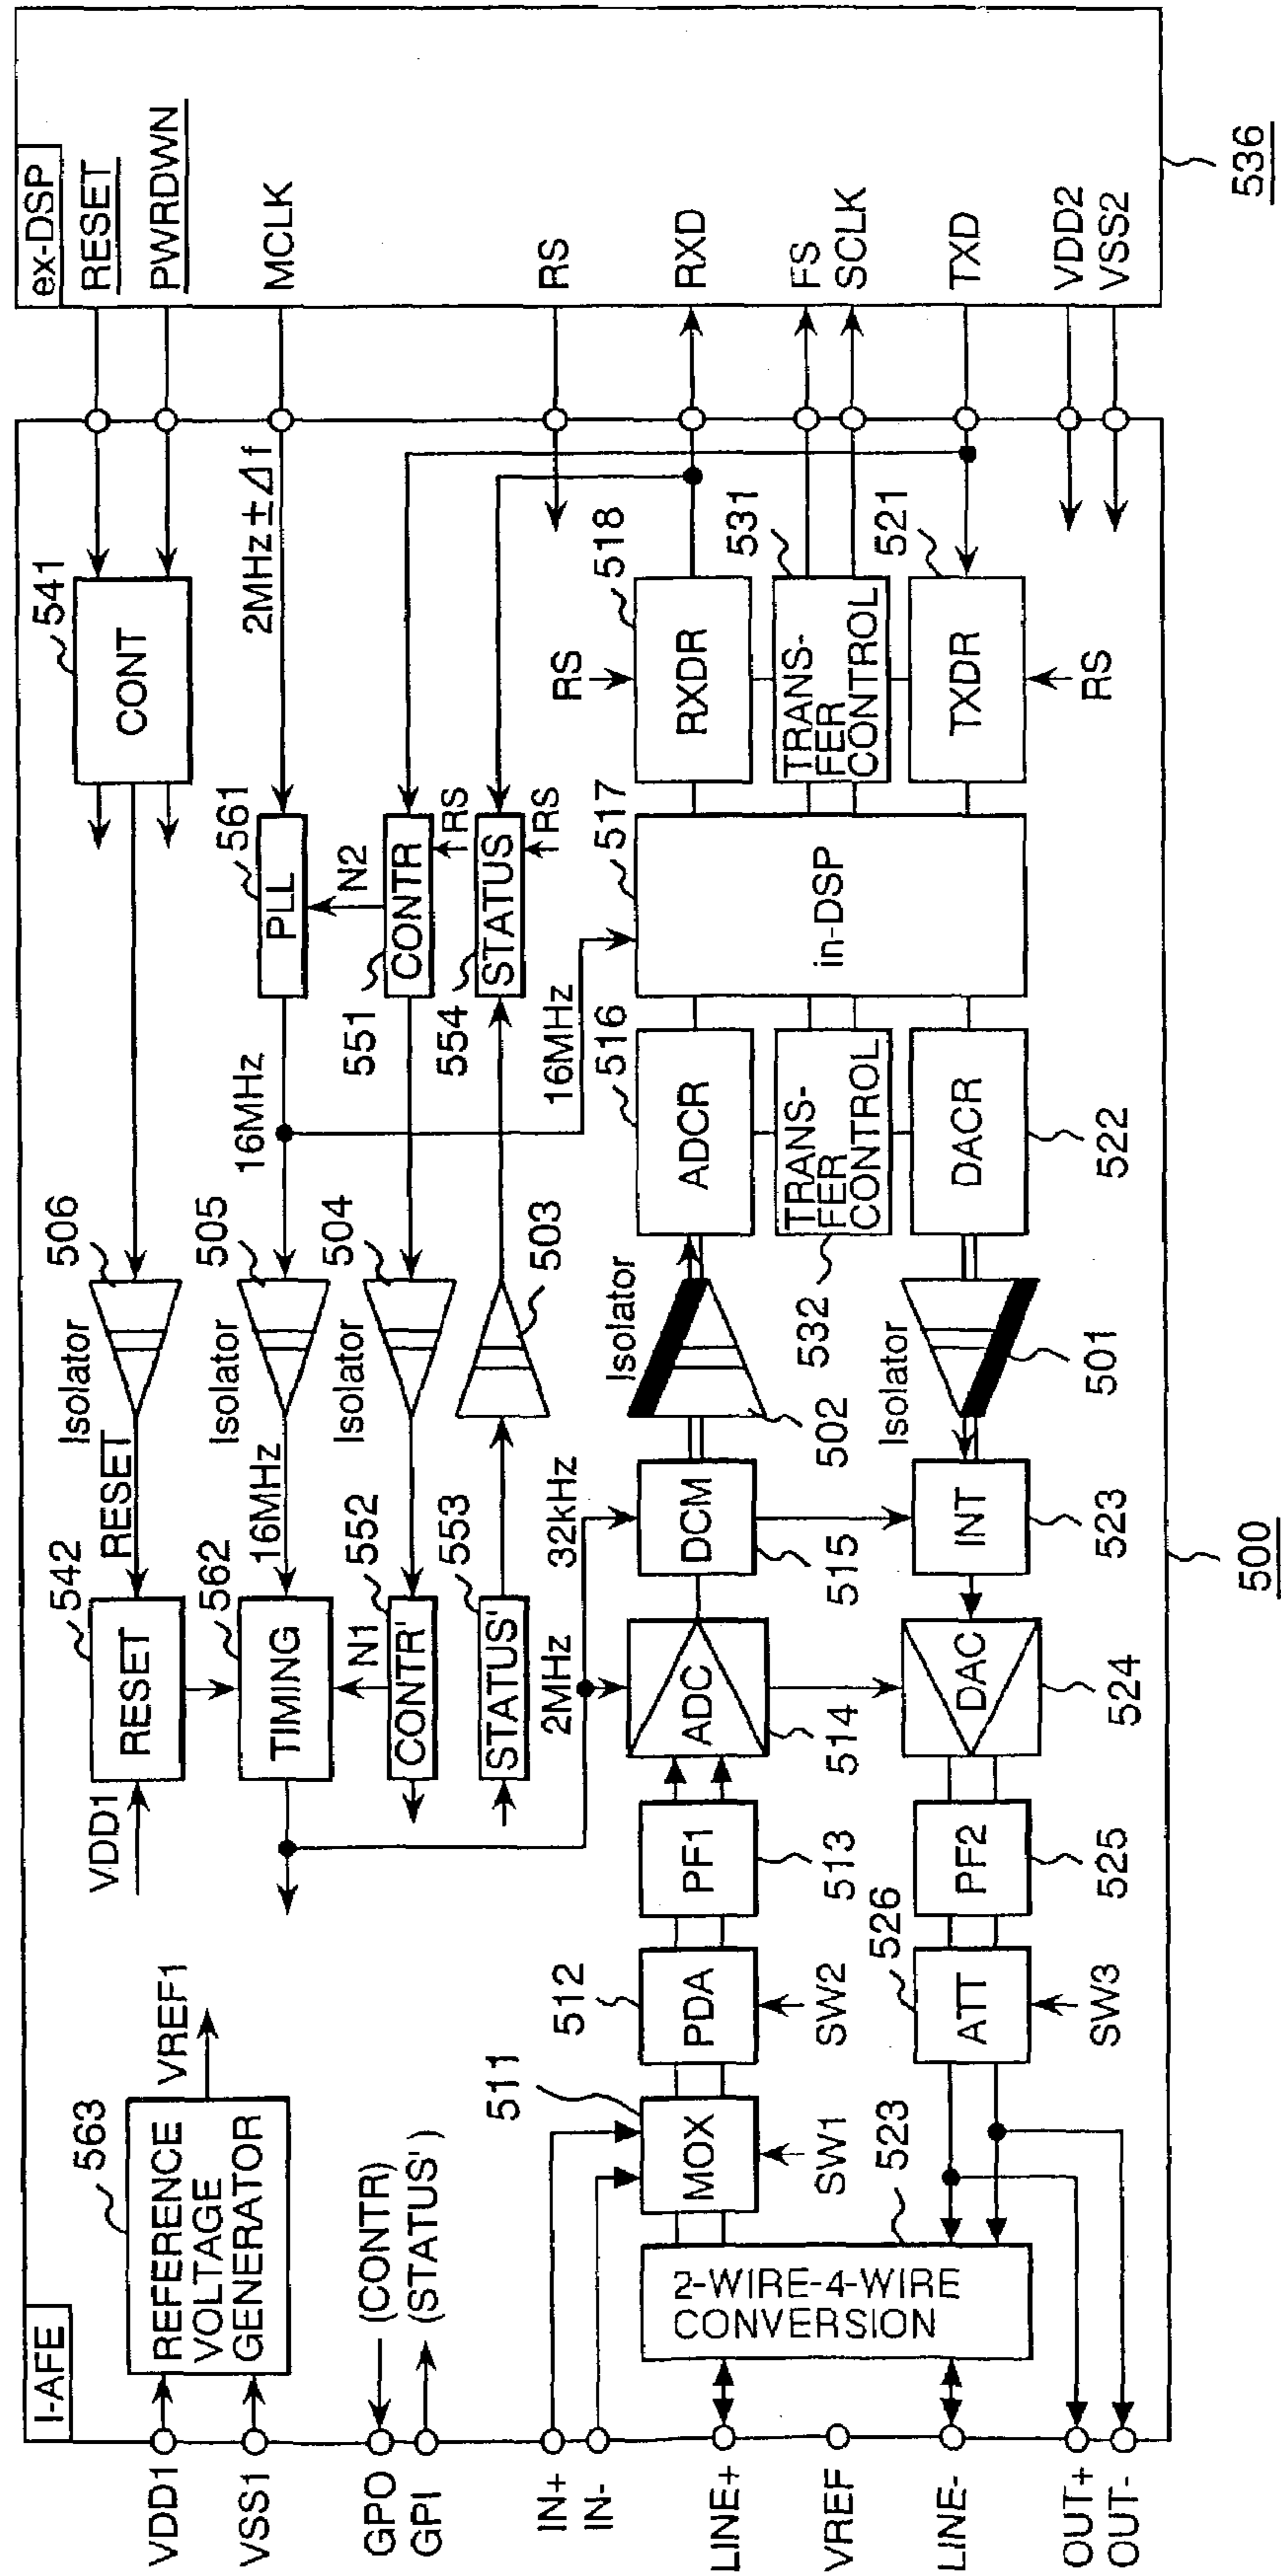 I-AFE
ex-DSP
VDD1
VSS1
GPO
GPI
IN+
IN-
LINE+
VREF
LINE-
OUT+
OUT-
563
REFERENCE
VOLTAGE
GENERATOR
VREF1
(CONTR)
(STATUS')
VDD1
542
RESET
RESET
Isolator
506
541
CONT
RESET
PWRDWN
562
TIMING
16MHz
Isolator
505
16MHz
561
PLL
2MHz±Δf
MCLK
N1
552
CONTR'
Isolator
504
551
CONTR
N2
RS
553
STATUS'
503
554
STATUS
RS
RS
2MHz
32kHz
16MHz
511
MOX
SW1
512
PDA
SW2
PF1
513
ADC
514
DCM
515
Isolator
502
516
ADCR
517
in-DSP
RS
518
RXDR
RXD
532
TRANS-
FER
CONTROL
531
TRANS-
FER
CONTROL
FS
SCLK
523
2-WIRE-4-WIRE
CONVERSION
526
ATT
SW3
PF2
525
DAC
524
INT
523
Isolator
501
DACR
522
521
TXDR
RS
TXD
VDD2
VSS2
500
536